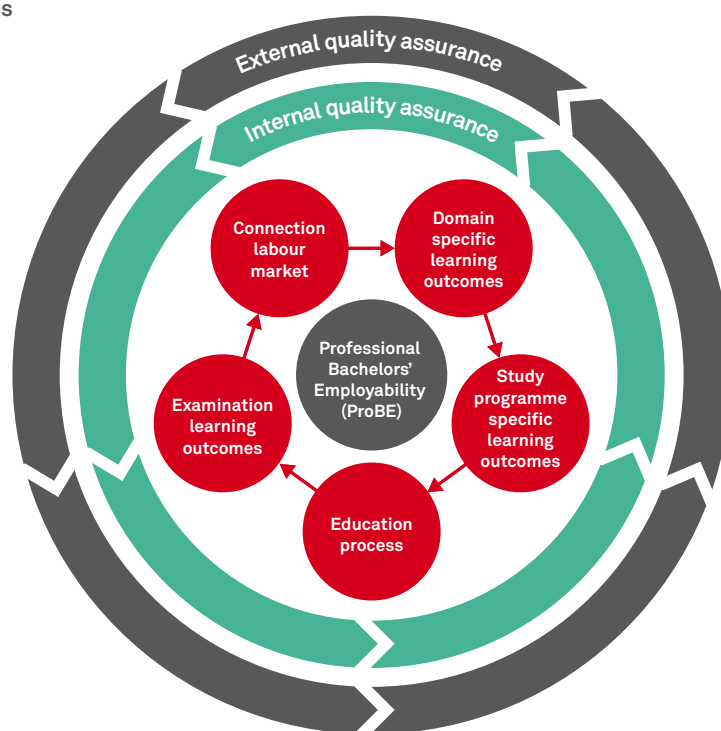 External quality assurance
Internal quality assurance
Connection
labour
market
Domain
specific
learning
outcomes
Professional
Bachelors’
Employability
(ProBE)
Examination
learning
outcomes
Study
programme
specific
learning
outcomes
Education
process